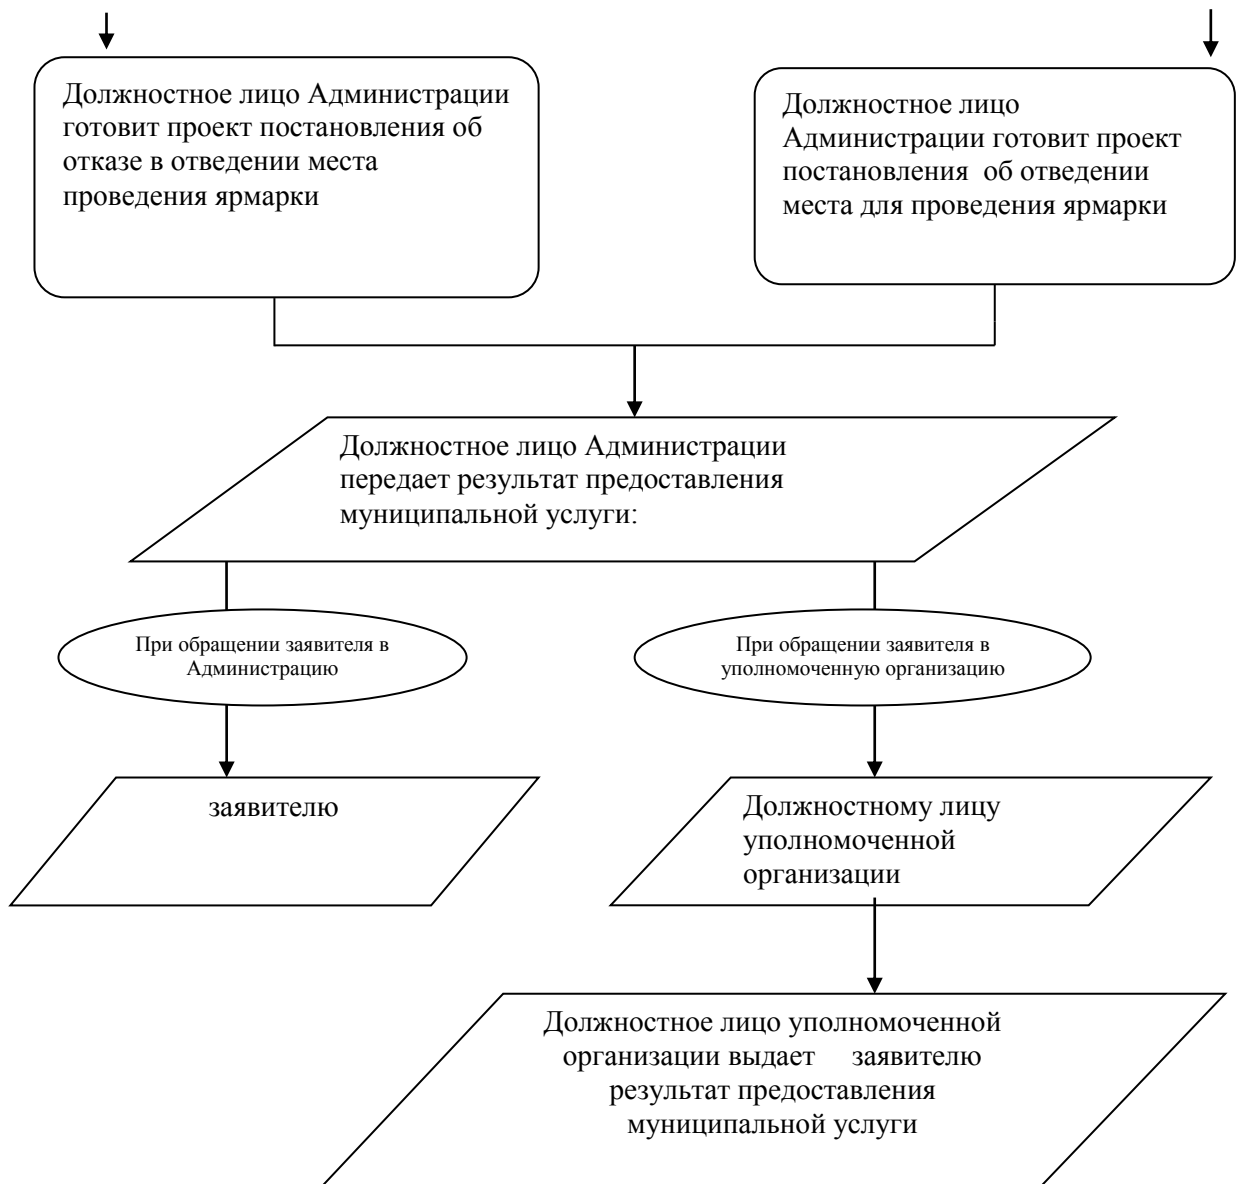 Должностное лицо Администрации
готовит проект постановления об
отказе в отведении места
проведения ярмарки
Должностное лицо
Администрации готовит проект
постановления об отведении
места для проведения ярмарки
Должностное лицо Администрации
передает результат предоставления
муниципальной услуги:
При обращении заявителя в
Администрацию
При обращении заявителя в
уполномоченную организацию
заявителю
Должностному лицу
уполномоченной
организации
Должностное лицо уполномоченной
организации выдает заявителю
результат предоставления
муниципальной услуги